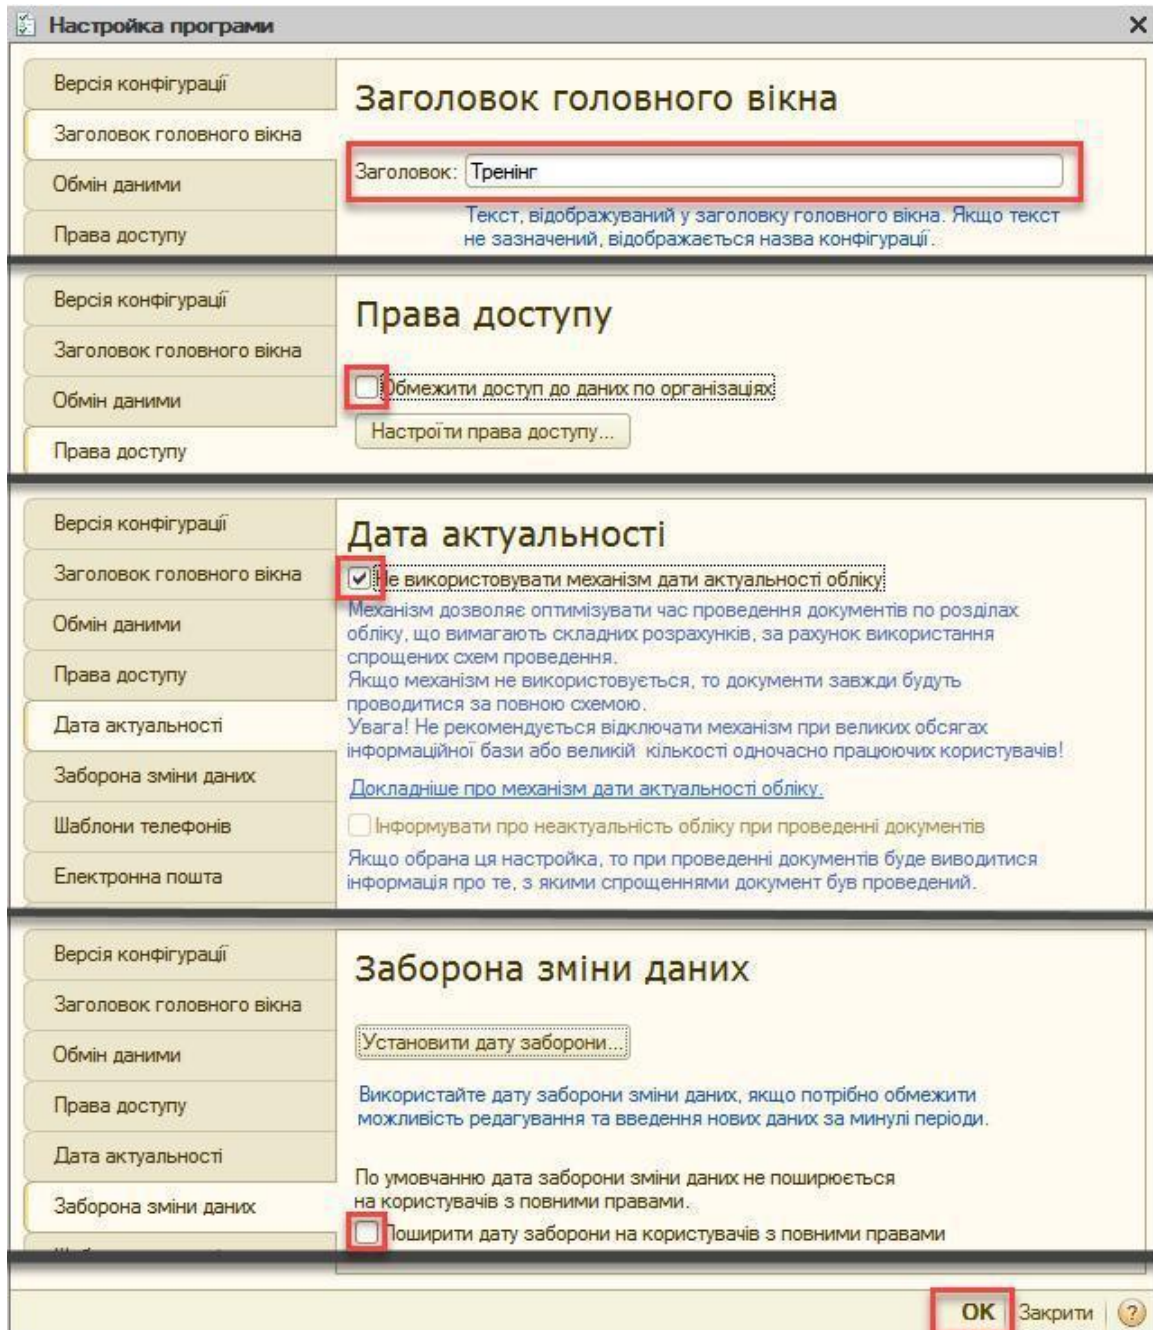 Настройка програми
Версія конфігурації
Заголовок головного вікна
Обмін даними
Права доступу
Заголовок головного вікна
Заголовок: Тренінг
Текст, відображуваний у заголовку головного вікна. Якщо текст
не зазначений, відображається назва конфігурації.
Версія конфігурації
Заголовок головного вікна
Обмін даними
Права доступу
Права доступу
Обмежити доступ до даних по організаціях
Настроїти права доступу...
Версія конфігурації
Заголовок головного вікна
Обмін даними
Права доступу
Дата актуальності
Заборона зміни даних
Шаблони телефонів
Електронна пошта
Дата актуальності
Не використовувати механізм дати актуальності обліку
Механізм дозволяє оптимізувати час проведення документів по розділах
обліку, що вимагають складних розрахунків, за рахунок використання
спрощених схем проведення.
Якщо механізм не використовується, то документи завжди будуть
проводитися за повною схемою.
Увага! Не рекомендується відключати механізм при великих обсягах
інформаційної бази або великій кількості одночасно працюючих користувачів!
Докладніше про механізм дати актуальності обліку.
Інформувати про неактуальність обліку при проведенні документів
Якщо обрана ця настройка, то при проведенні документів буде виводитися
інформація про те, з якими спрощеннями документ був проведений.
Версія конфігурації
Заголовок головного вікна
Обмін даними
Права доступу
Дата актуальності
Заборона зміни даних
Заборона зміни даних
Установити дату заборони...
Використайте дату заборони зміни даних, якщо потрібно обмежити
можливість редагування та введення нових даних за минулі періоди.
По умовчанню дата заборони зміни даних не поширюється
на користувачів з повними правами.
Поширити дату заборони на користувачів з повними правами
OK Закрити ?